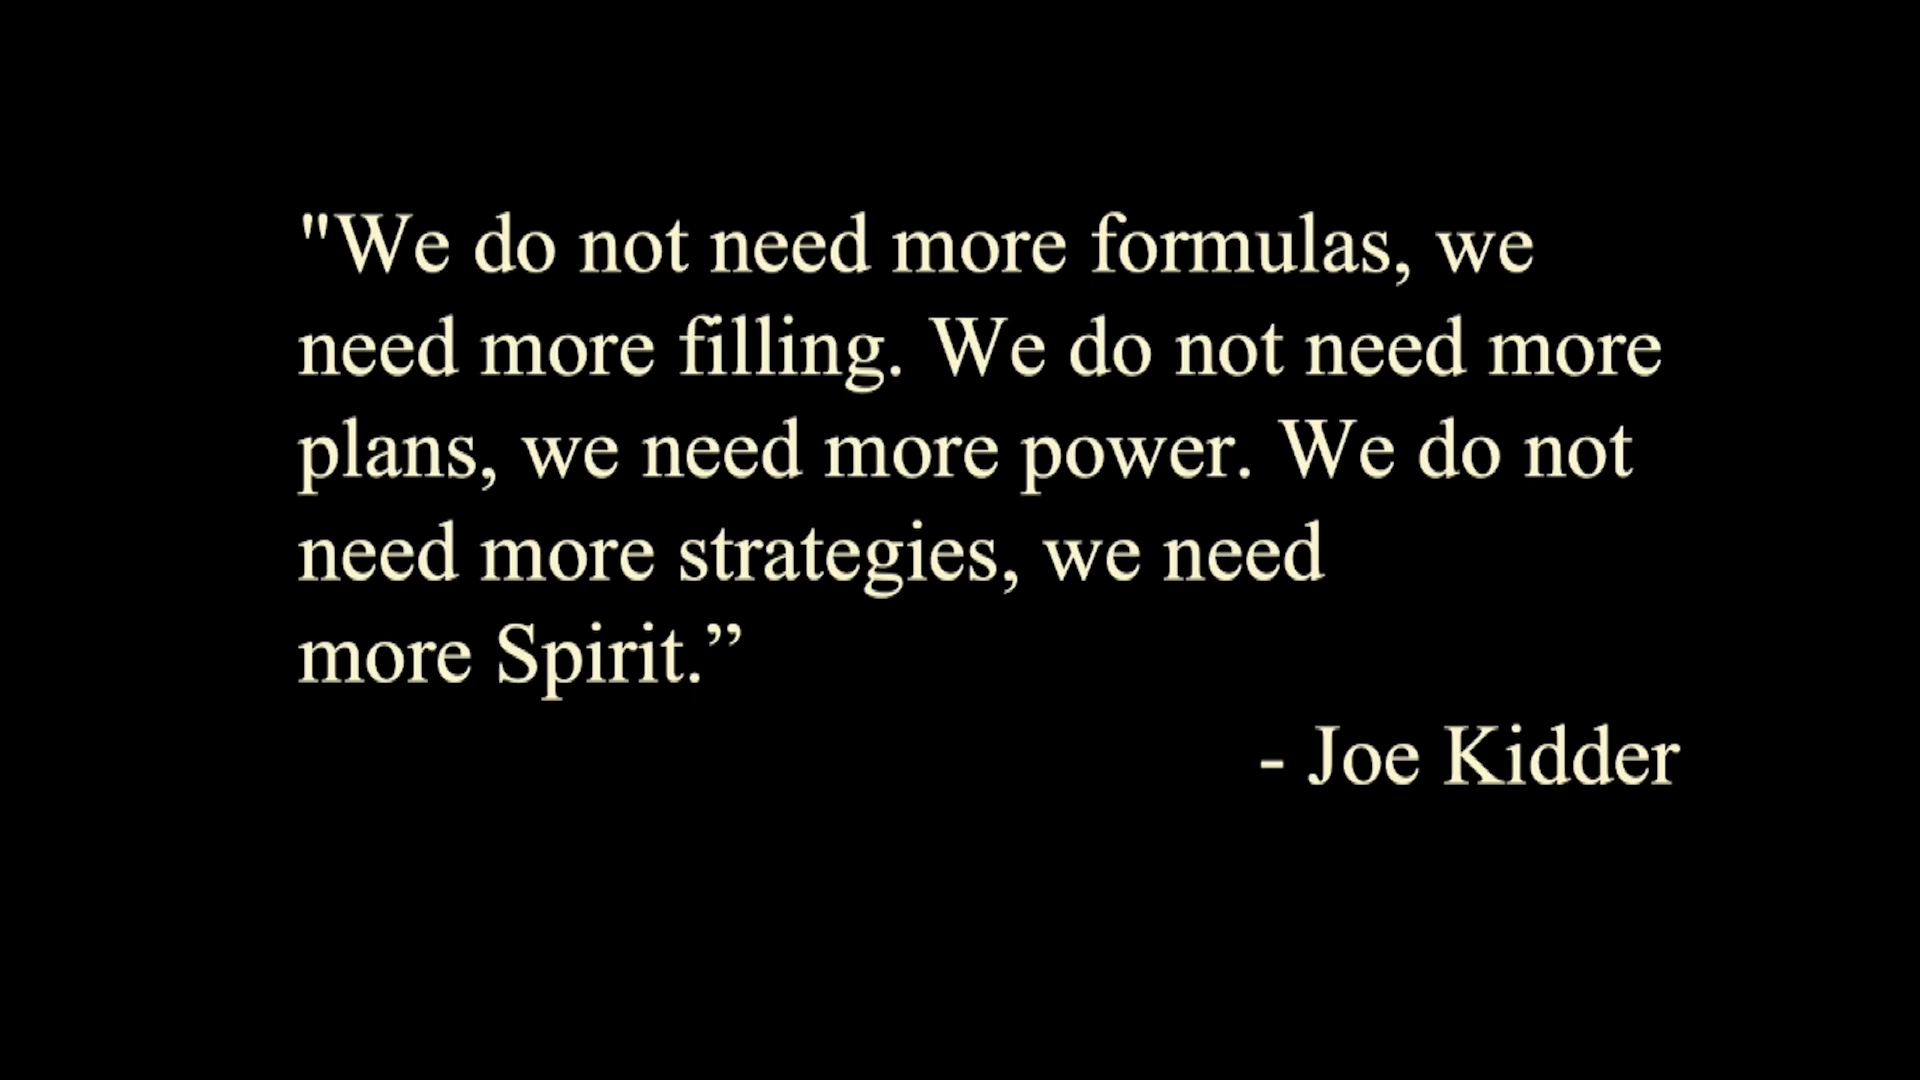 "We do not need more formulas, we
need more filling. We do not need more
plans, we need more power. We do not
need more strategies, we need
more Spirit.”
- Joe Kidder